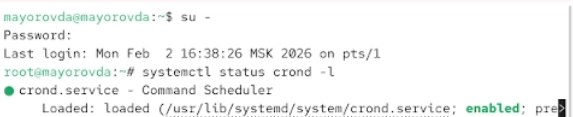 mayorovda@mayorovda:~$ su -
Password:
Last login: Mon Feb  2 16:38:26 MSK 2026 on pts/1
root@mayorovda:~# systemctl status crond -l
● crond.service - Command Scheduler
     Loaded: loaded (/usr/lib/systemd/system/crond.service; enabled; pre>